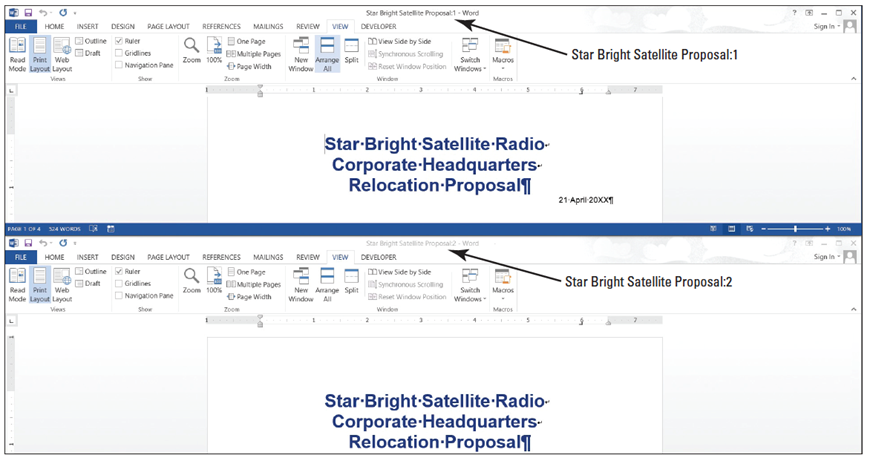 Star Bright Satellite Proposal:1 - Word
Sign In
FILE HOME INSERT DESIGN PAGE LAYOUT REFERENCES MAILINGS REVIEW VIEW DEVELOPER
Star Bright Satellite Proposal:1
Read Mode
Print Layout
Web Layout
Outline
Draft
Views
Ruler
Gridlines
Navigation Pane
Show
Zoom
100%
One Page
Multiple Pages
Page Width
Zoom
New Window
Arrange All
Split
View Side by Side
Synchronous Scrolling
Reset Window Position
Window
Switch Windows
Macros
Macros
1 1 2 3 4 5 6 7
Star·Bright·Satellite·Radio
Corporate·Headquarters
Relocation·Proposal¶
21·April·20XX¶
PAGE 1 OF 4 524 WORDS 100%
Star Bright Satellite Proposal:2 - Word
Sign In
FILE HOME INSERT DESIGN PAGE LAYOUT REFERENCES MAILINGS REVIEW VIEW DEVELOPER
Star Bright Satellite Proposal:2
Read Mode
Print Layout
Web Layout
Outline
Draft
Views
Ruler
Gridlines
Navigation Pane
Show
Zoom
100%
One Page
Multiple Pages
Page Width
Zoom
New Window
Arrange All
Split
View Side by Side
Synchronous Scrolling
Reset Window Position
Window
Switch Windows
Macros
Macros
1 1 2 3 4 5 6 7
Star·Bright·Satellite·Radio
Corporate·Headquarters
Relocation·Proposal¶